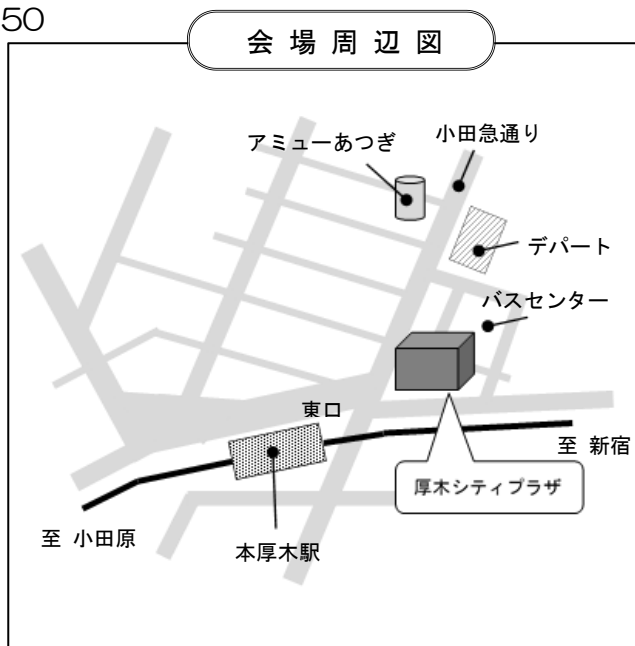 50
会場周辺図
アミューあつぎ
小田急通り
デパート
バスセンター
東口
至 新宿
厚木シティプラザ
至 小田原
本厚木駅